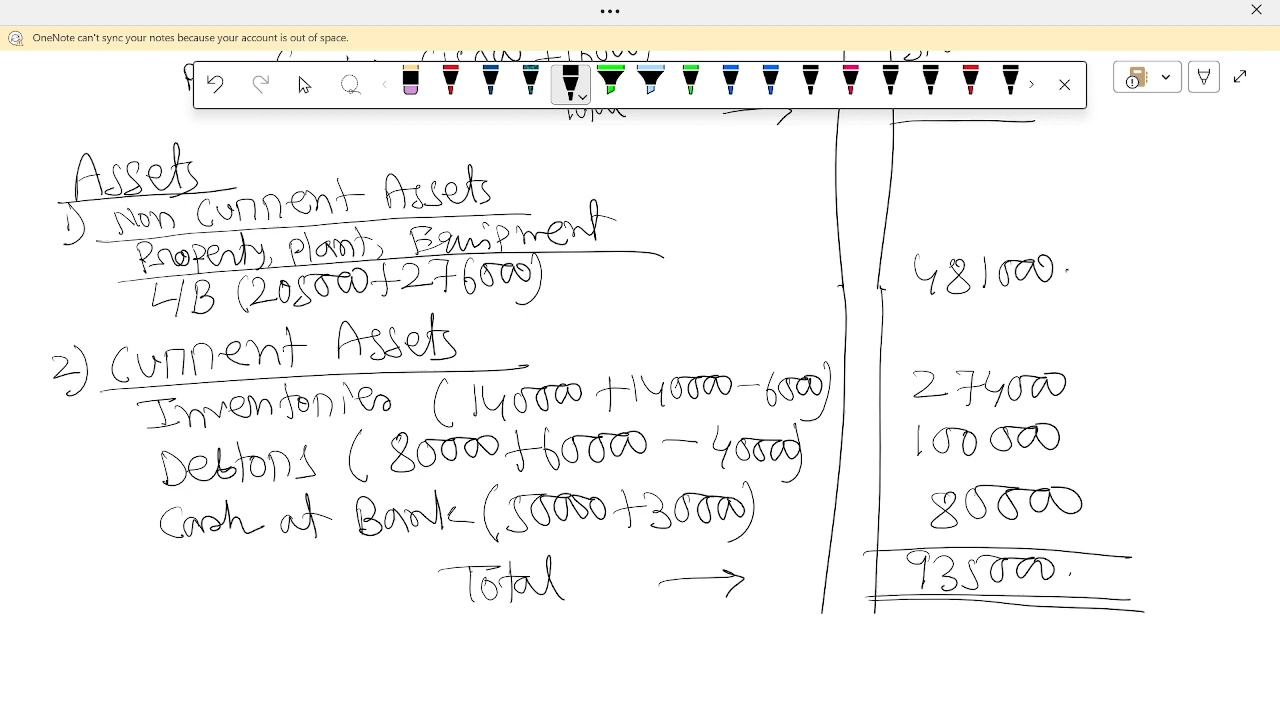 OneNote can't sync your notes because your account is out of space.
Total
Assets
1) Non Current Assets
Property, plant, Equipment
L/B (205000+276000)
481000.
2) Current Assets
Inventories (140000+140000-6000) 274000
Debtors (80000+60000-40000) 100000
Cash at Bank (50000+30000) 80000
Total → 935000.